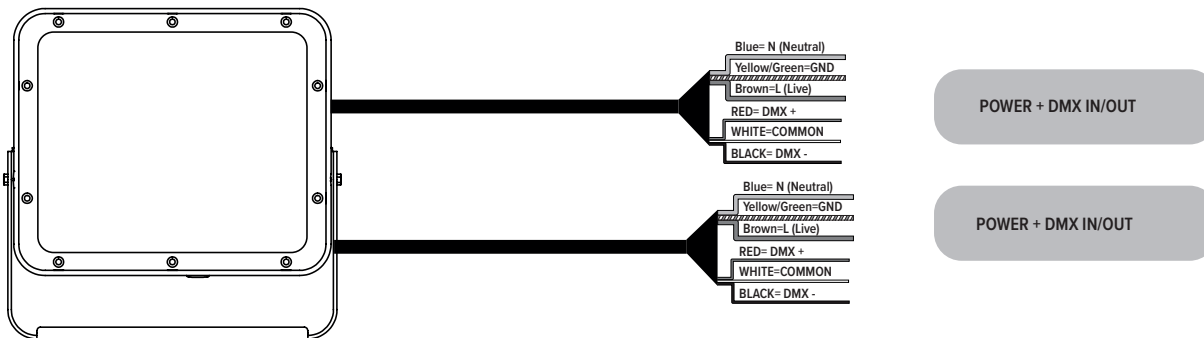 Blue= N (Neutral)
Yellow/Green=GND
Brown=L (Live)
RED= DMX +
WHITE=COMMON
BLACK= DMX -
POWER + DMX IN/OUT
Blue= N (Neutral)
Yellow/Green=GND
Brown=L (Live)
RED= DMX +
WHITE=COMMON
BLACK= DMX -
POWER + DMX IN/OUT